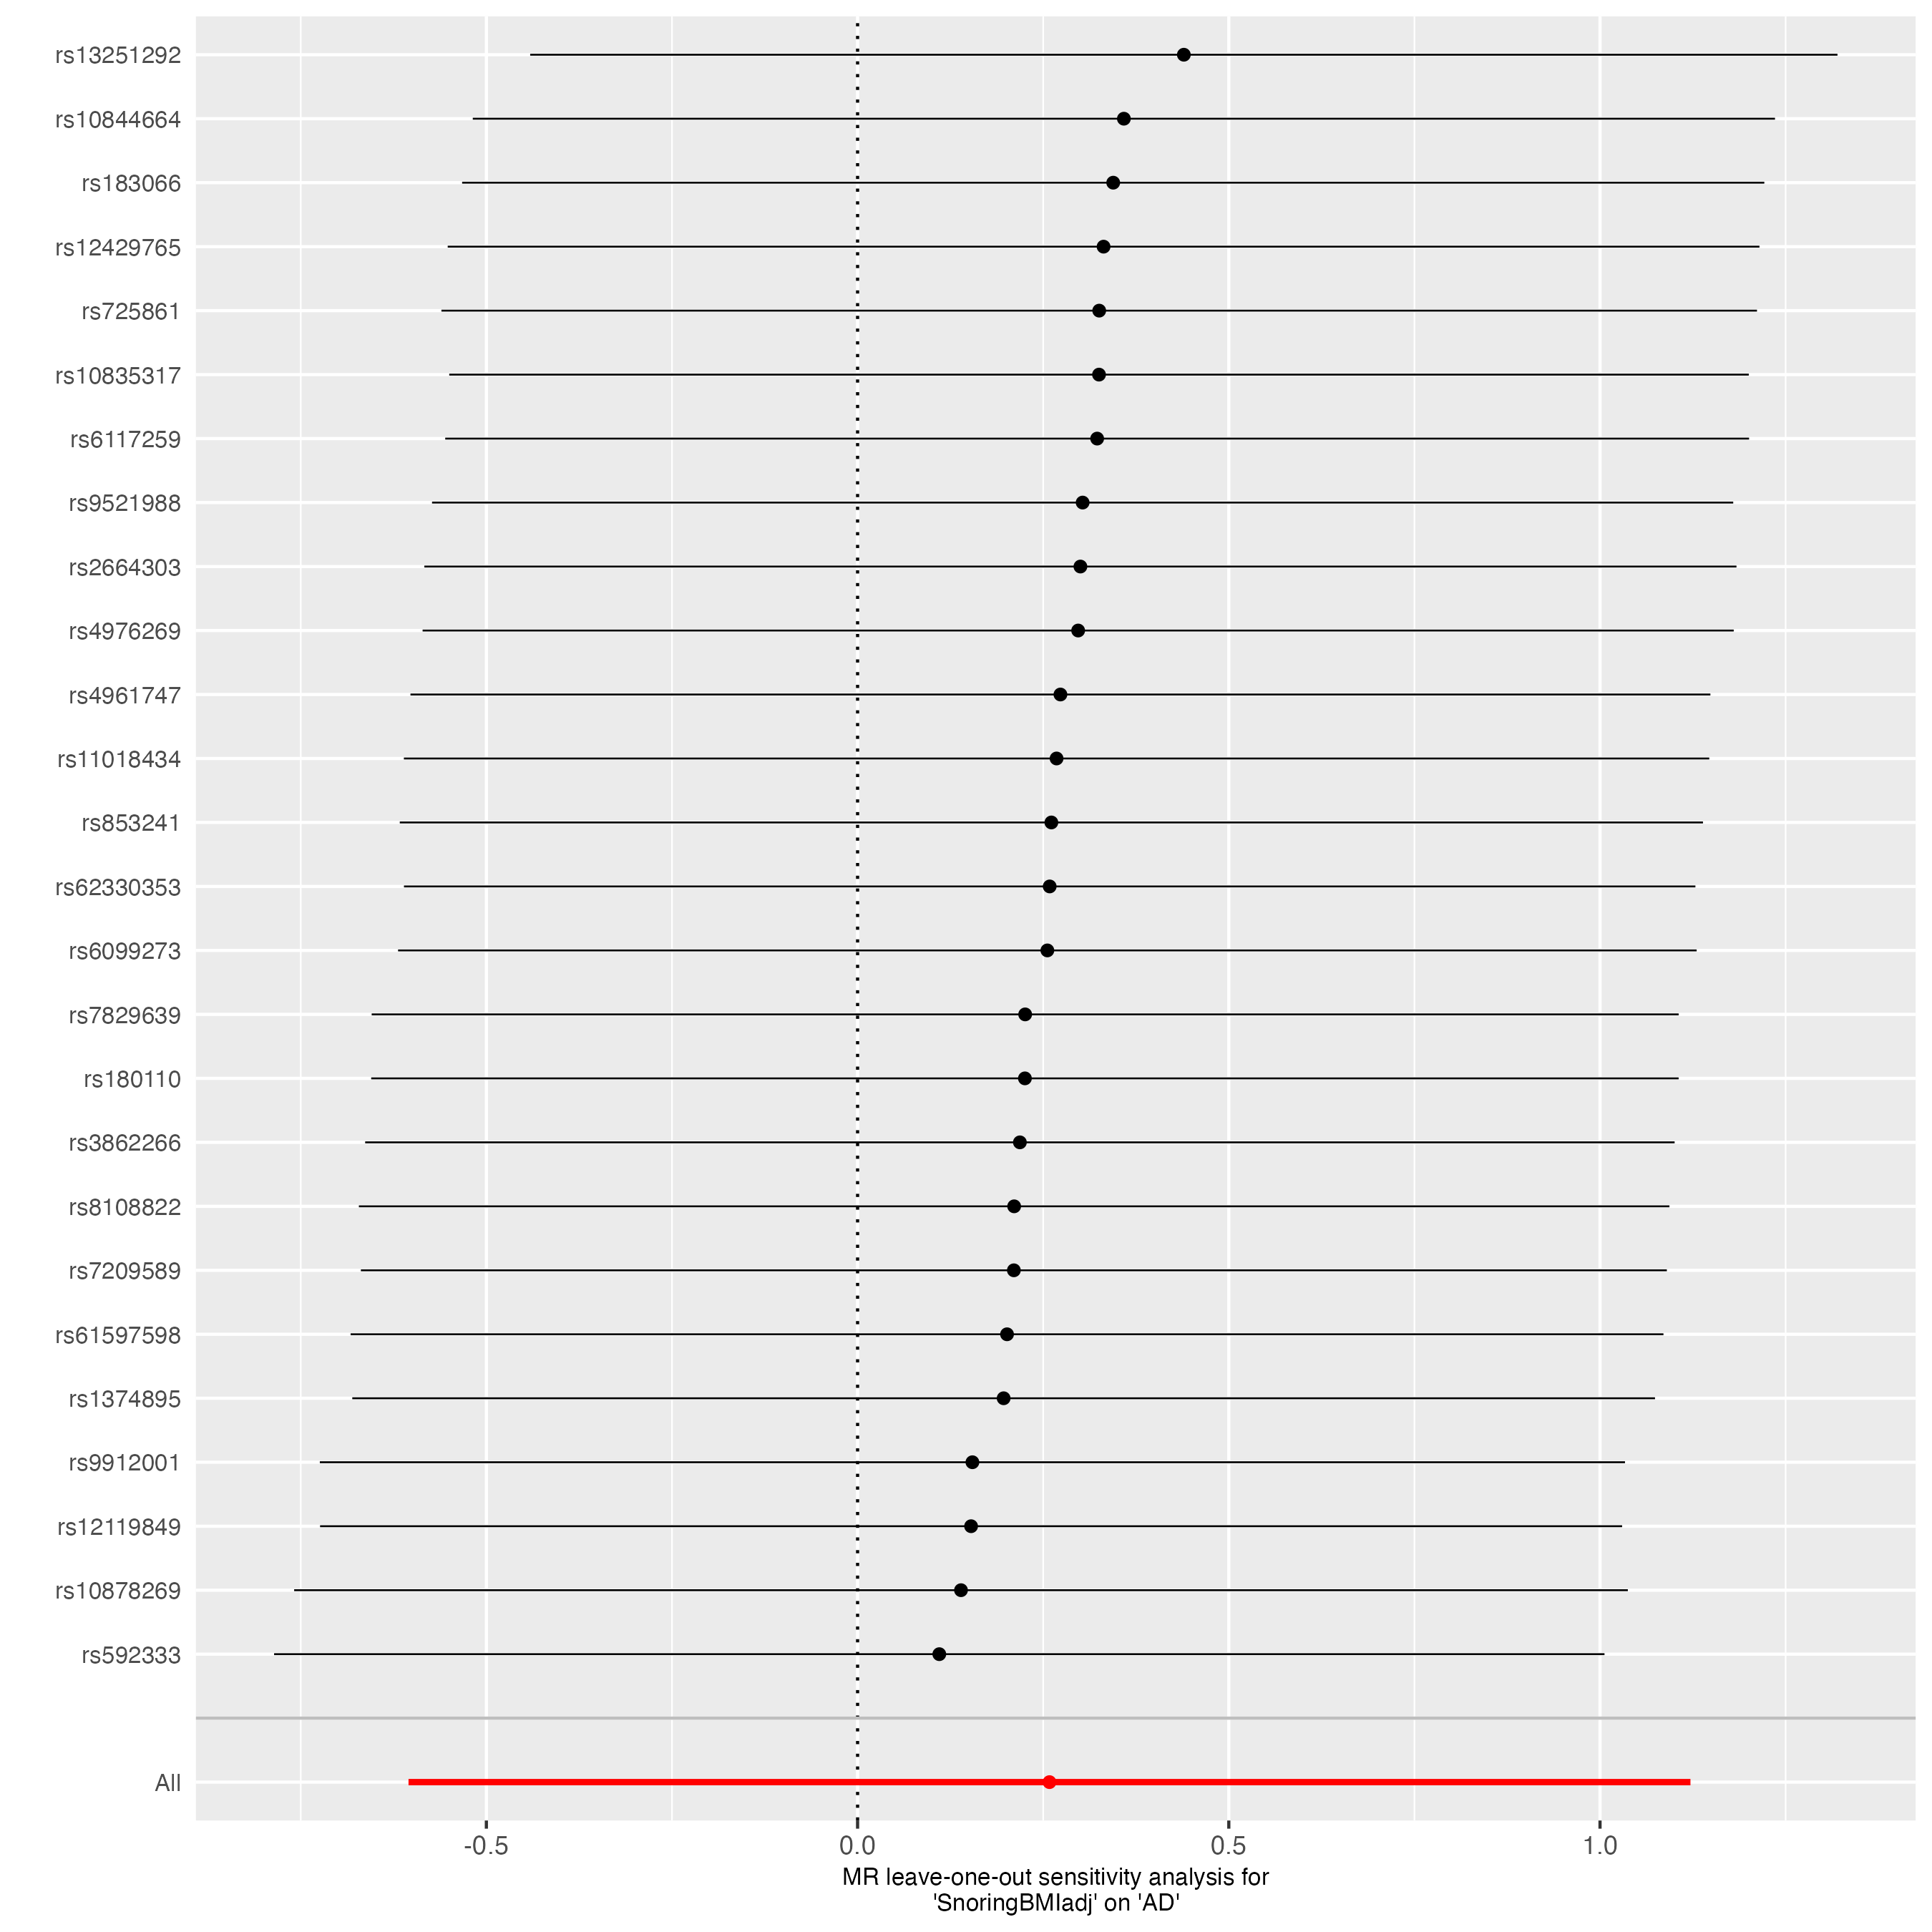 rs13251292
rs10844664
rs183066
rs12429765
rs725861
rs10835317
rs6117259
rs9521988
rs2664303
rs4976269
rs4961747
rs11018434
rs853241
rs62330353
rs6099273
rs7829639
rs180110
rs3862266
rs8108822
rs7209589
rs61597598
rs1374895
rs9912001
rs12119849
rs10878269
rs592333
All
-0.5 0.0 0.5 1.0
MR leave-one-out sensitivity analysis for
'SnoringBMIadj' on 'AD'